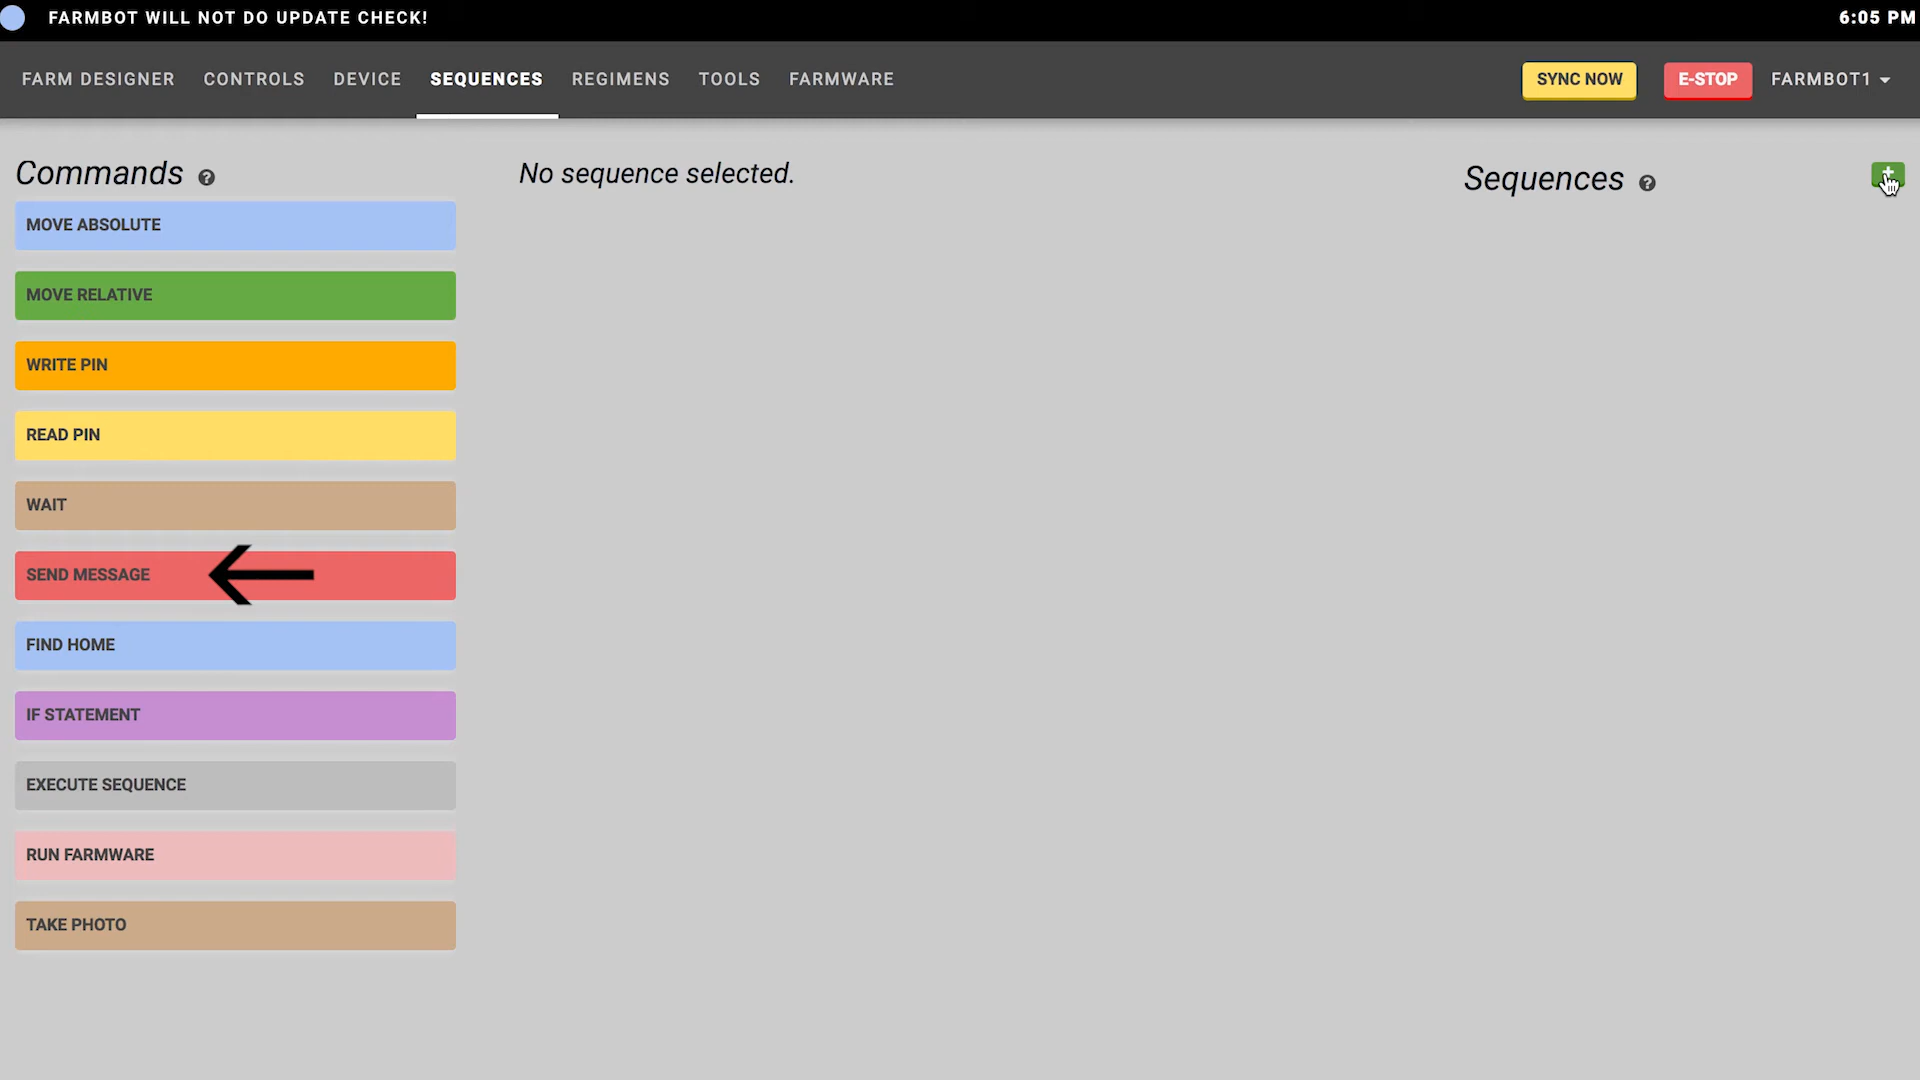 FARMBOT WILL NOT DO UPDATE CHECK!
6:05 PM
FARM DESIGNER CONTROLS DEVICE SEQUENCES REGIMENS TOOLS FARMWARE
SYNC NOW
E-STOP
FARMBOT1
Commands ?
No sequence selected.
Sequences ?
MOVE ABSOLUTE
MOVE RELATIVE
WRITE PIN
READ PIN
WAIT
SEND MESSAGE
FIND HOME
IF STATEMENT
EXECUTE SEQUENCE
RUN FARMWARE
TAKE PHOTO